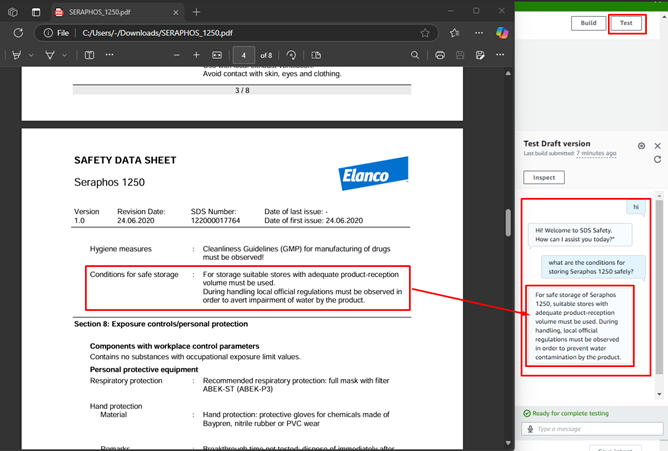 SERAPHOS_1250.pdf
File
C:/Users/-/Downloads/SERAPHOS_1250.pdf
4
of 8
Avoid contact with skin, eyes and clothing.
3 / 8
SAFETY DATA SHEET
Seraphos 1250
Elanco
Version
1.0
Revision Date:
24.06.2020
SDS Number:
122000017764
Date of last issue: -
Date of first issue: 24.06.2020
Hygiene measures : Cleanliness Guidelines (GMP) for manufacturing of drugs
must be observed!
Conditions for safe storage : For storage suitable stores with adequate product-reception
volume must be used.
During handling local official regulations must be observed in
order to avert impairment of water by the product.
Section 8: Exposure controls/personal protection
Components with workplace control parameters
Contains no substances with occupational exposure limit values.
Personal protective equipment
Respiratory protection : Recommended respiratory protection: full mask with filter
ABEK-ST (ABEK-P3)
Hand protection
Material : Hand protection: protective gloves for chemicals made of
Baypren, nitrile rubber or PVC wear
Build
Test
Test Draft version
Last build submitted: 7 minutes ago
Inspect
hi
Hi! Welcome to SDS Safety.
How can I assist you today?"
what are the conditions for
storing Seraphos 1250 safely?
For safe storage of Seraphos
1250, suitable stores with
adequate product-reception
volume must be used. During
handling, local official
regulations must be observed
in order to prevent water
contamination by the product.
Ready for complete testing
Type a message